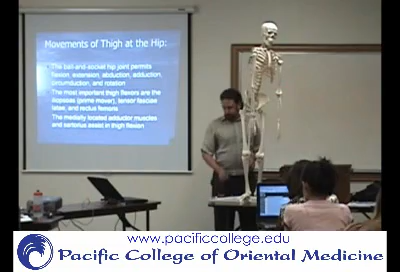 Movements of Thigh at the Hip:
The ball-and-socket hip joint permits
flexion, extension, abduction, adduction,
circumduction, and rotation
The most important thigh flexors are the
iliopsoas (prime mover), tensor fasciae
latae, and rectus femoris
The medially located adductor muscles
and sartorius assist in thigh flexion
www.pacificcollege.edu
Pacific College of Oriental Medicine